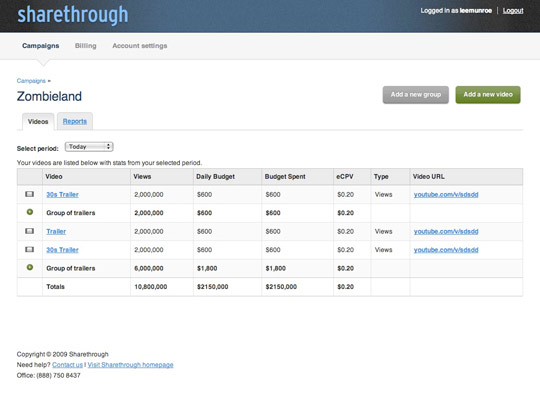 sharethrough
Logged in as leemunroe | Logout
Campaigns Billing Account settings
Campaigns »
Zombieland
Add a new group Add a new video
Videos Reports
Select period: Today
Your videos are listed below with stats from your selected period.
Video Views Daily Budget Budget Spent eCPV Type Video URL
30s Trailer 2,000,000 $600 $600 $0.20 Views youtube.com/v/sdsdd
Group of trailers 2,000,000 $600 $600 $0.20
Trailer 2,000,000 $600 $600 $0.20 Views youtube.com/v/sdsdd
30s Trailer 2,000,000 $600 $600 $0.20 Views youtube.com/v/sdsdd
Group of trailers 6,000,000 $1,800 $1,800 $0.20
Totals 10,800,000 $2150,000 $2150,000 $0.20
Copyright © 2009 Sharethrough
Need help? Contact us | Visit Sharethrough homepage
Office: (888) 750 8437